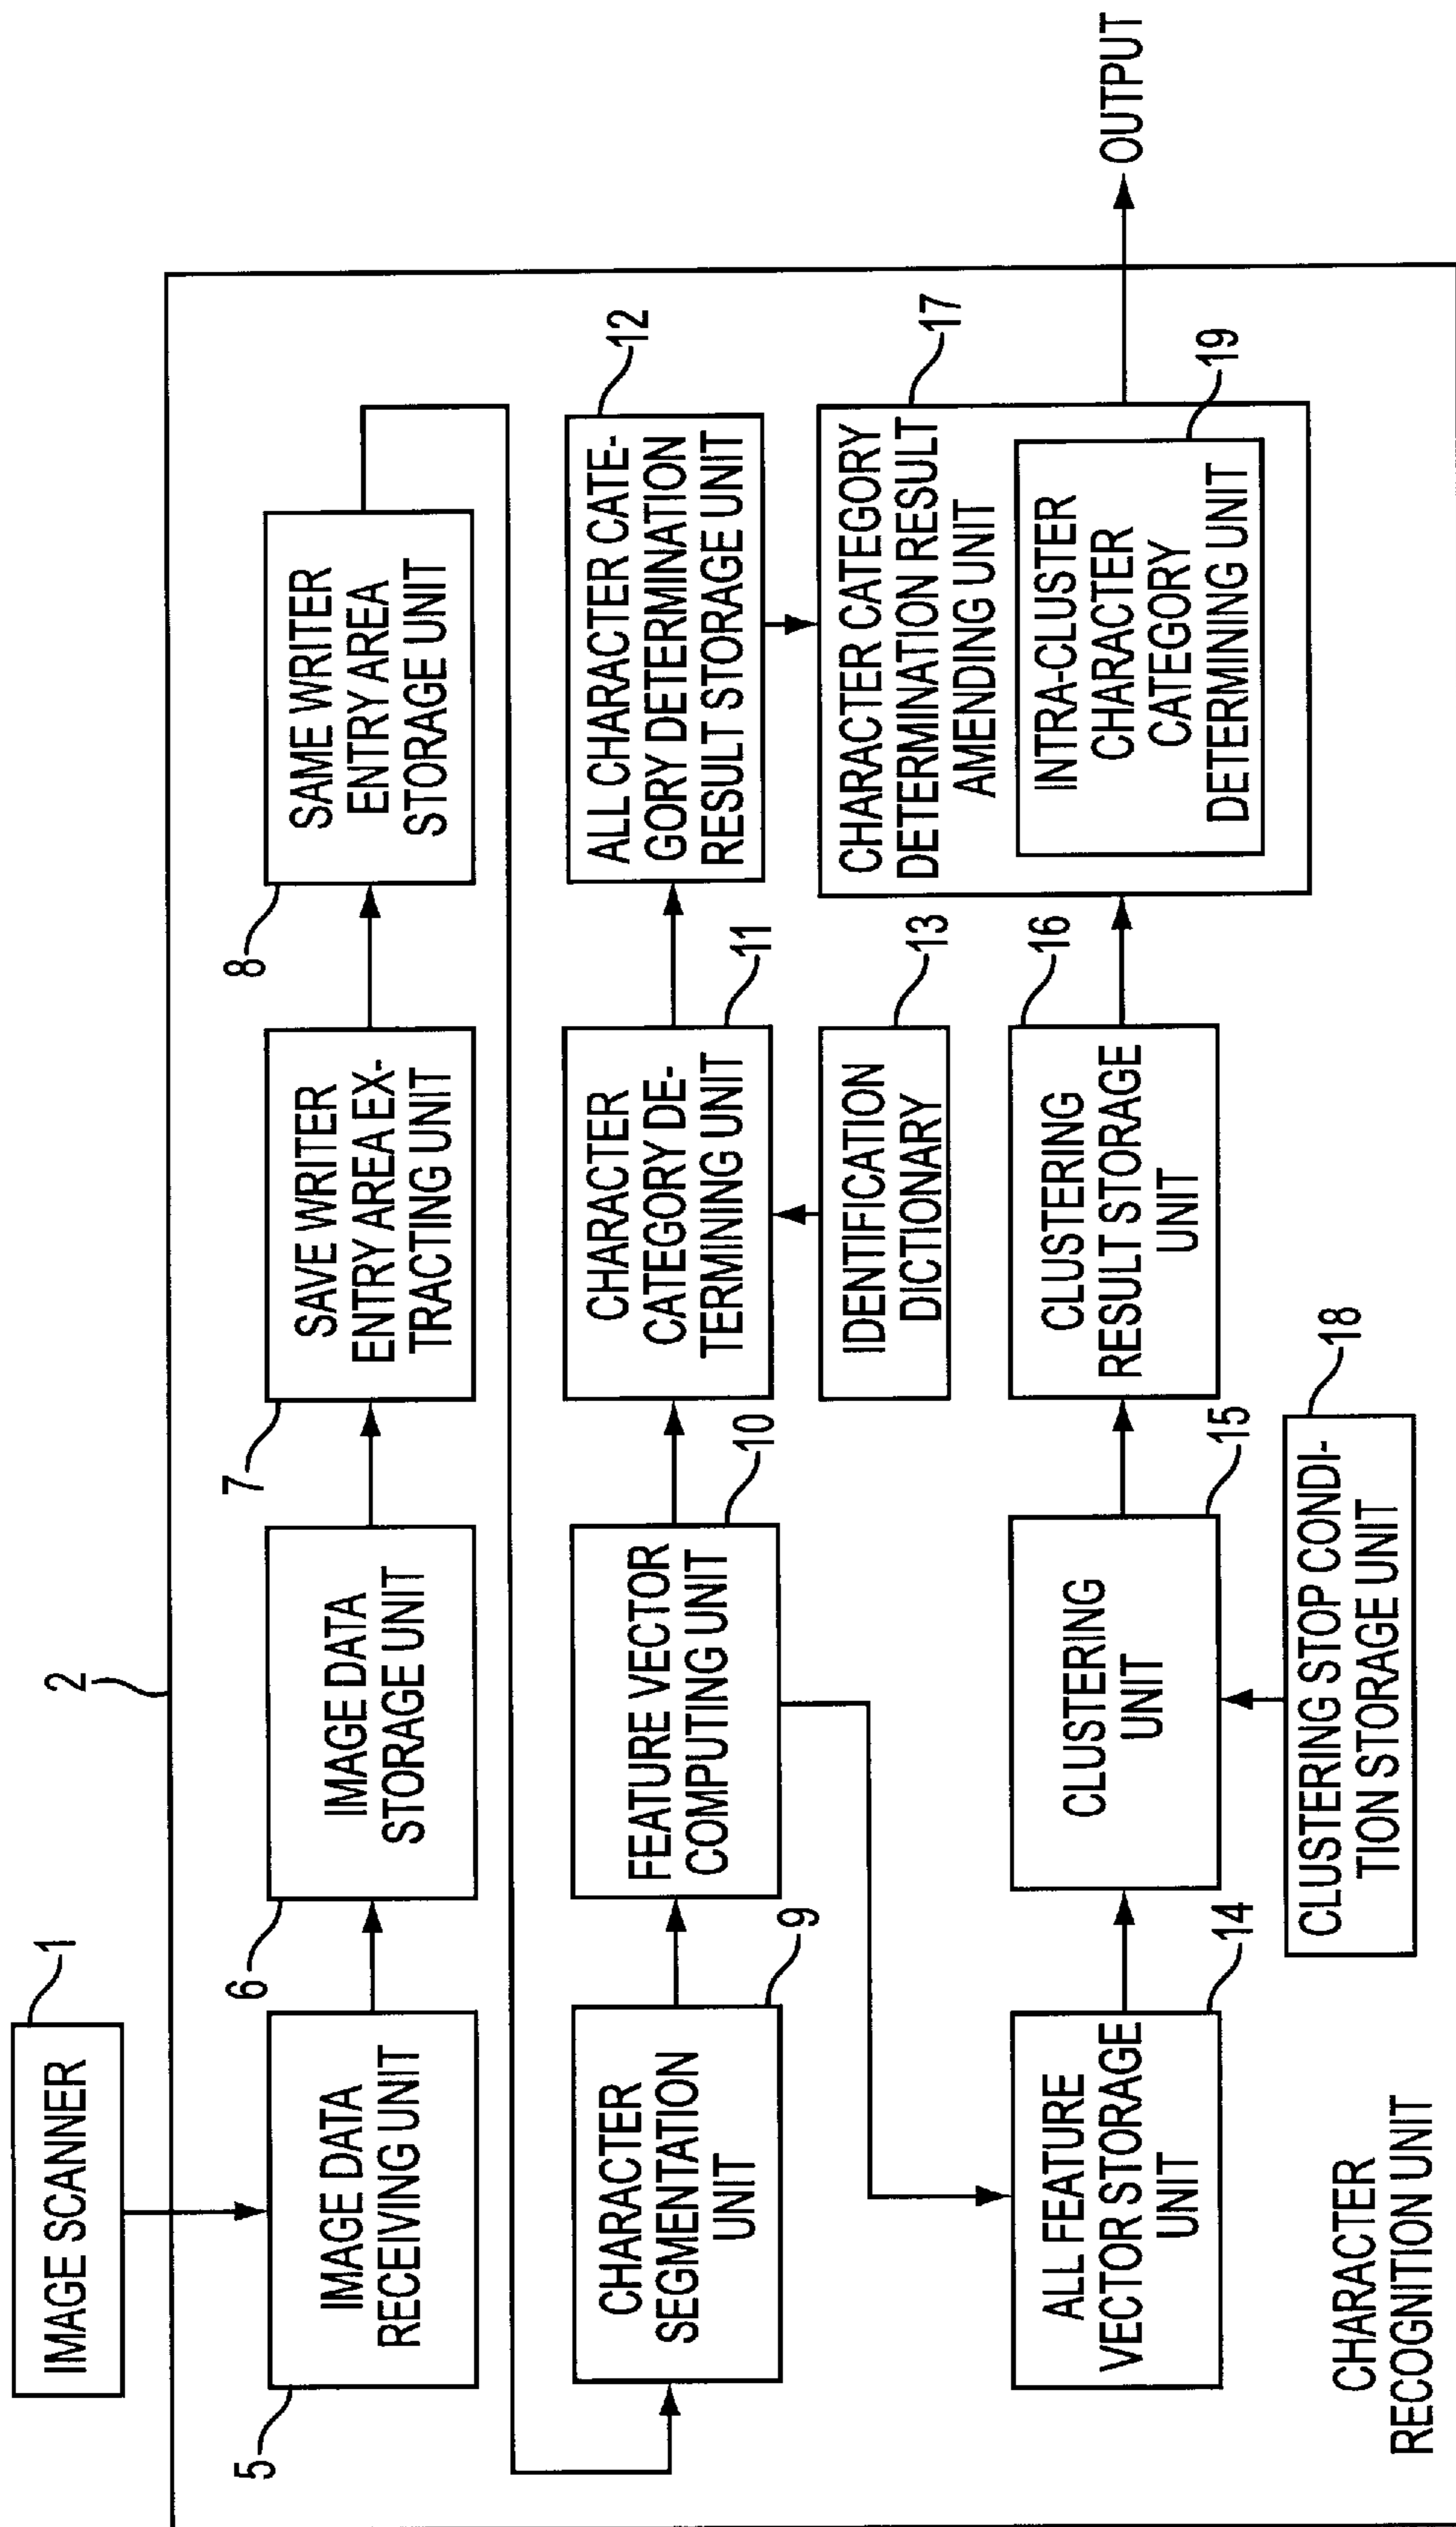 IMAGE SCANNER
1
2
5
IMAGE DATA
RECEIVING UNIT
6
IMAGE DATA
STORAGE UNIT
7
SAVE WRITER
ENTRY AREA EX-
TRACTING UNIT
8
SAME WRITER
ENTRY AREA
STORAGE UNIT
CHARACTER
SEGMENTATION
UNIT
9
FEATURE VECTOR
COMPUTING UNIT
10
CHARACTER
CATEGORY DE-
TERMINING UNIT
11
ALL CHARACTER CATE-
GORY DETERMINATION
RESULT STORAGE UNIT
12
IDENTIFICATION
DICTIONARY
13
ALL FEATURE
VECTOR STORAGE
UNIT
14
CLUSTERING
UNIT
15
CLUSTERING
RESULT STORAGE
UNIT
16
CHARACTER CATEGORY
DETERMINATION RESULT
AMENDING UNIT
17
INTRA-CLUSTER
CHARACTER
CATEGORY
DETERMINING UNIT
19
OUTPUT
CLUSTERING STOP CONDI-
TION STORAGE UNIT
18
CHARACTER
RECOGNITION UNIT